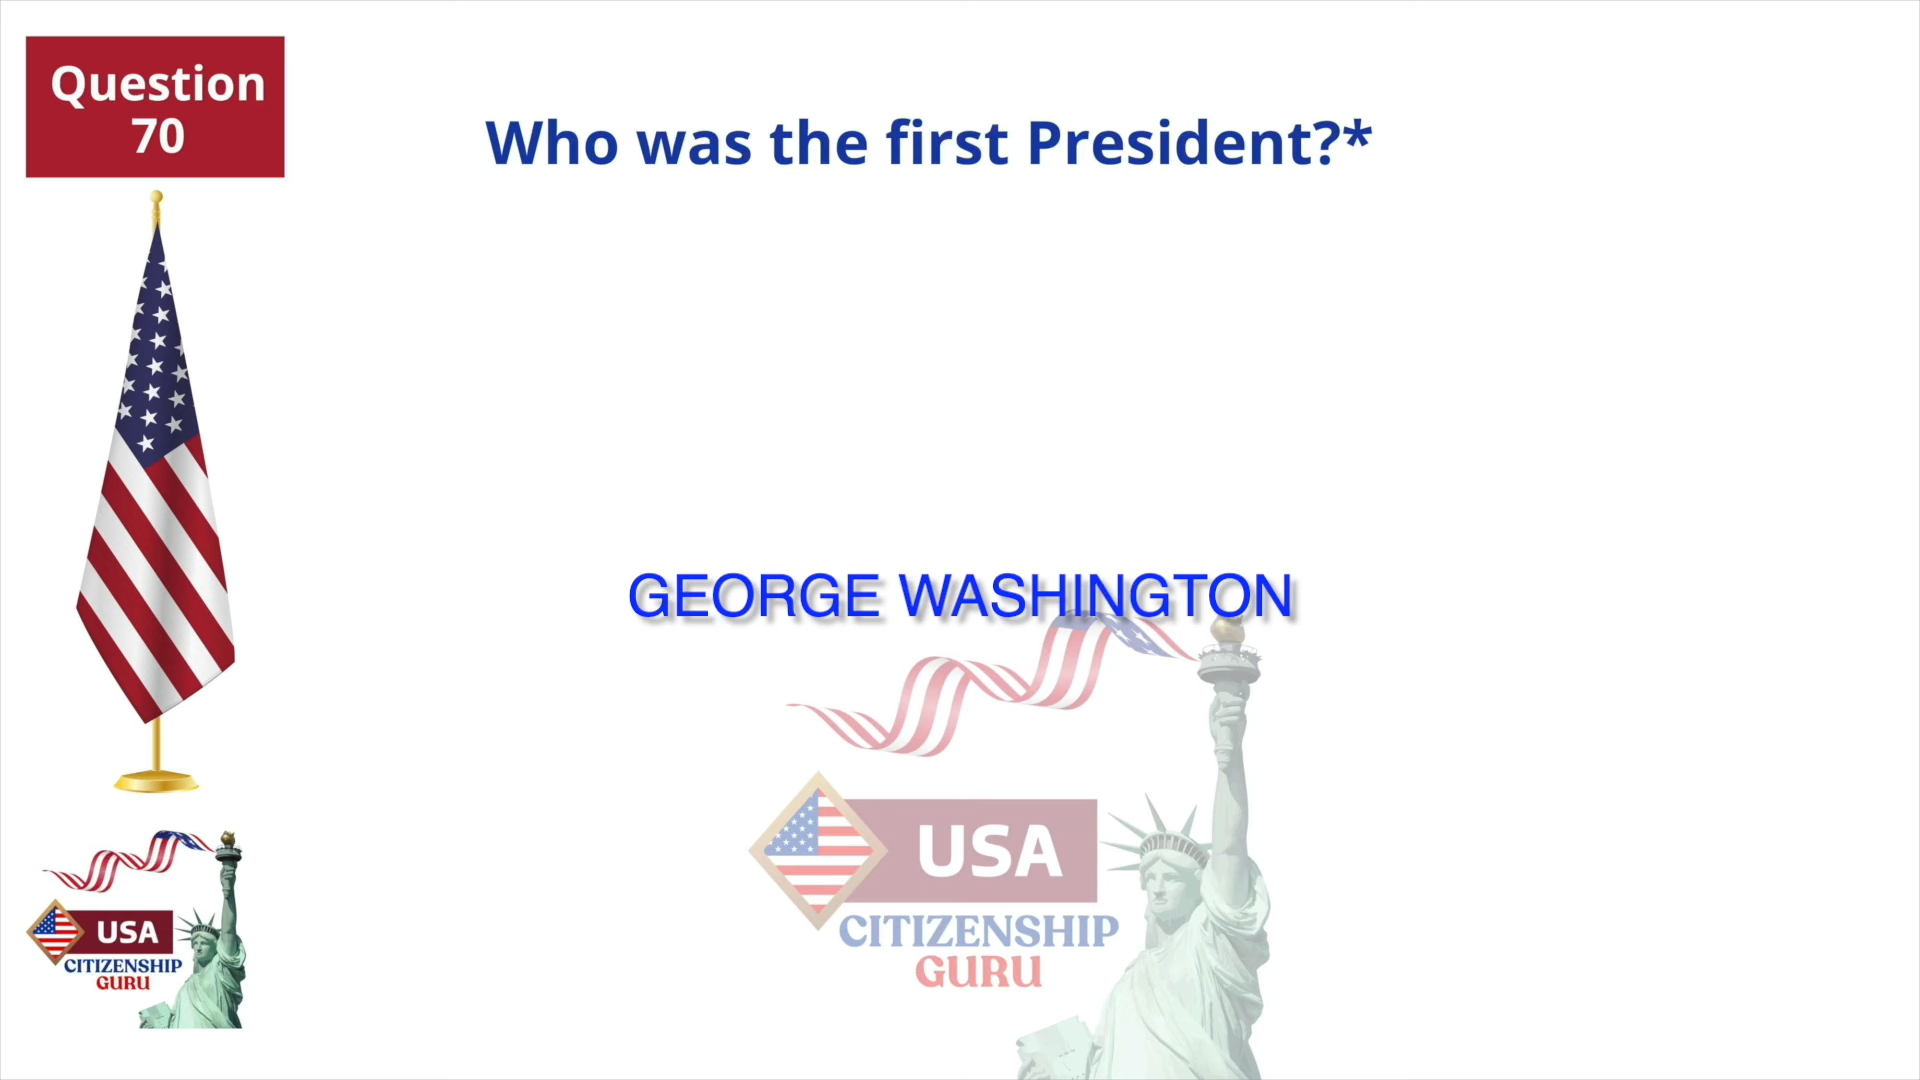 Question
70
Who was the first President?*
GEORGE WASHINGTON
USA
CITIZENSHIP
GURU
USA
CITIZENSHIP
GURU